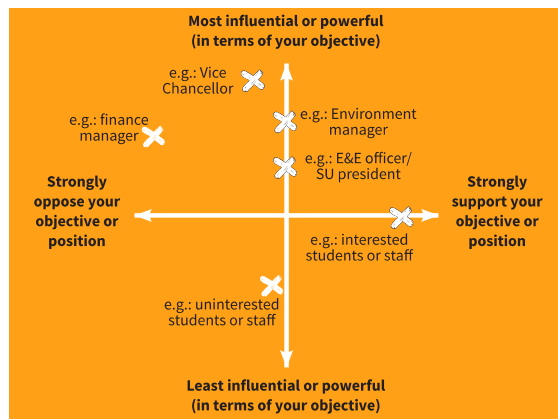 Most influential or powerful
(in terms of your objective)
e.g.: Vice
Chancellor
e.g.: finance
manager
e.g.: Environment
manager
e.g.: E&E officer/
SU president
Strongly
oppose your
objective or
position
Strongly
support your
objective or
position
e.g.: interested
students or staff
e.g.: uninterested
students or staff
Least influential or powerful
(in terms of your objective)